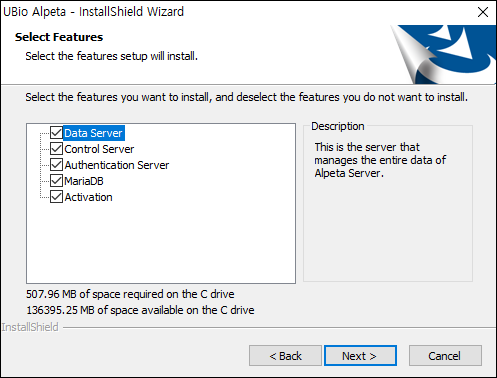 UBio Alpeta - InstallShield Wizard
Select Features
Select the features setup will install.
Select the features you want to install, and deselect the features you do not want to install.
Data Server
Control Server
Authentication Server
MariaDB
Activation
Description
This is the server that
manages the entire data of
Alpeta Server.
507.96 MB of space required on the C drive
136395.25 MB of space available on the C drive
InstallShield
< Back
Next >
Cancel